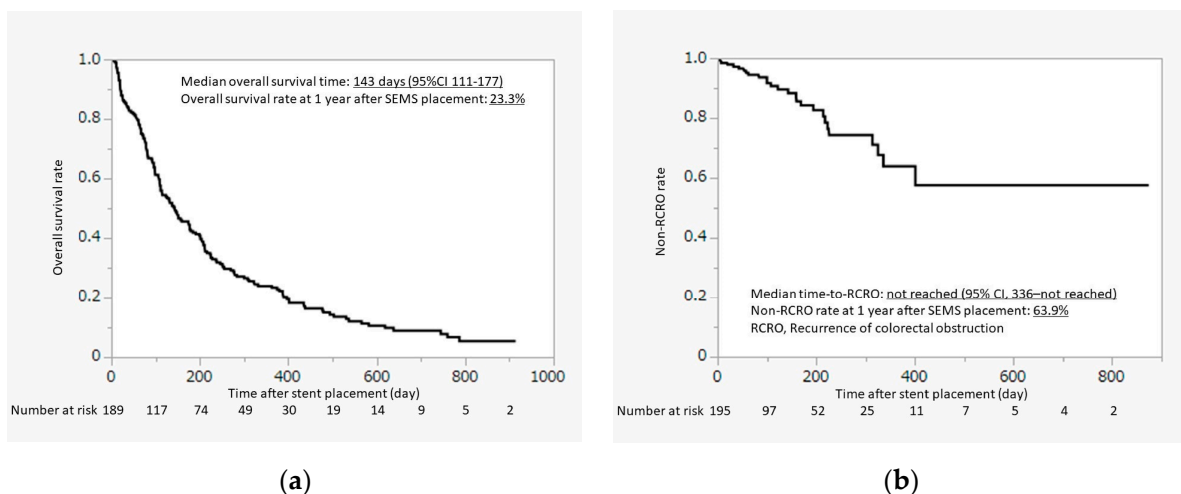 1.0
Median overall survival time: 143 days (95%CI 111-177)
Overall survival rate at 1 year after SEMS placement: 23.3%
0.8
0.6
0.4
0.2
0
Overall survival rate
0 200 400 600 800 1000
Time after stent placement (day)
Number at risk 189 117 74 49 30 19 14 9 5 2
(a)
1.0
0.8
0.6
0.4
0.2
0
Non-RCRO rate
Median time-to-RCRO: not reached (95% CI, 336–not reached)
Non-RCRO rate at 1 year after SEMS placement: 63.9%
RCRO, Recurrence of colorectal obstruction
0 200 400 600 800
Time after stent placement (day)
Number at risk 195 97 52 25 11 7 5 4 2
(b)